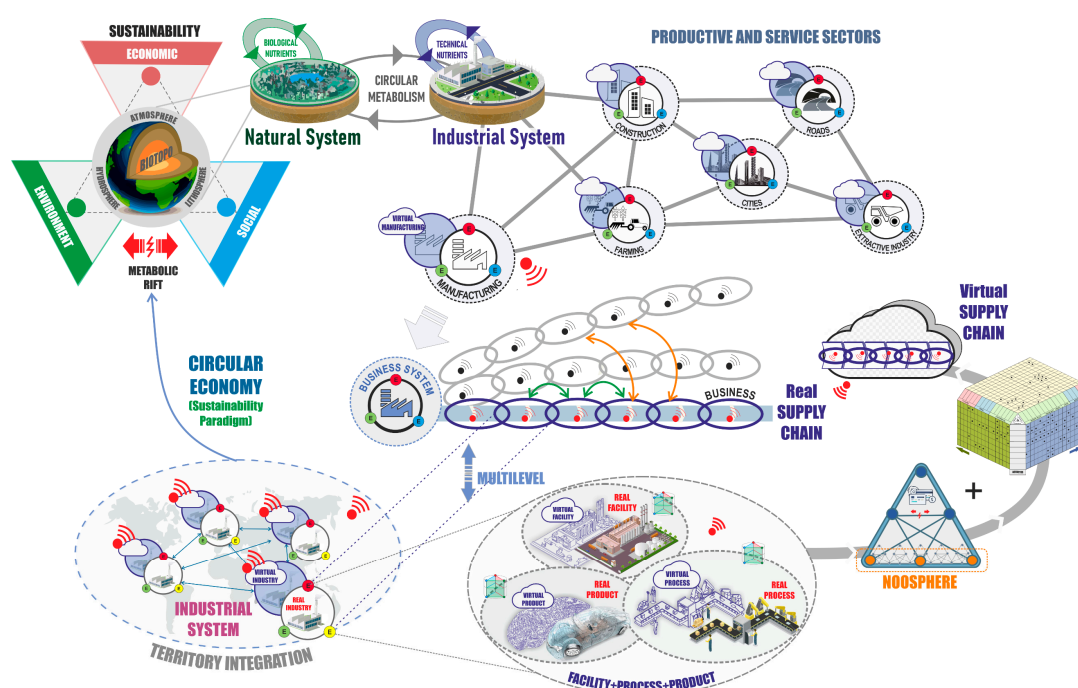 SUSTAINABILITY
ECONOMIC
ENVIRONMENT
SOCIAL
ATMOSPHERE
HYDROSPHERE
LITHOSPHERE
BIOTOPO
METABOLIC
RIFT
BIOLOGICAL
NUTRIENTS
Natural System
CIRCULAR
METABOLISM
TECHNICAL
NUTRIENTS
Industrial System
PRODUCTIVE AND SERVICE SECTORS
E
E
E
CONSTRUCTION
E
E
E
ROADS
E
E
E
CITIES
E
E
E
FARMING
E
E
E
EXTRACTIVE INDUSTRY
VIRTUAL
MANUFACTURING
E
E
E
MANUFACTURING
CIRCULAR
ECONOMY
(Sustainability
Paradigm)
BUSINESS SYSTEM
E
E
E
BUSINESS
Real
SUPPLY
CHAIN
Virtual
SUPPLY
CHAIN
MULTILEVEL
VIRTUAL
INDUSTRY
REAL
INDUSTRY
E
E
E
INDUSTRIAL
SYSTEM
TERRITORY INTEGRATION
VIRTUAL
FACILITY
REAL
FACILITY
VIRTUAL
PRODUCT
REAL
PRODUCT
VIRTUAL
PROCESS
REAL
PROCESS
FACILITY+PROCESS+PRODUCT
+
NOOSPHERE